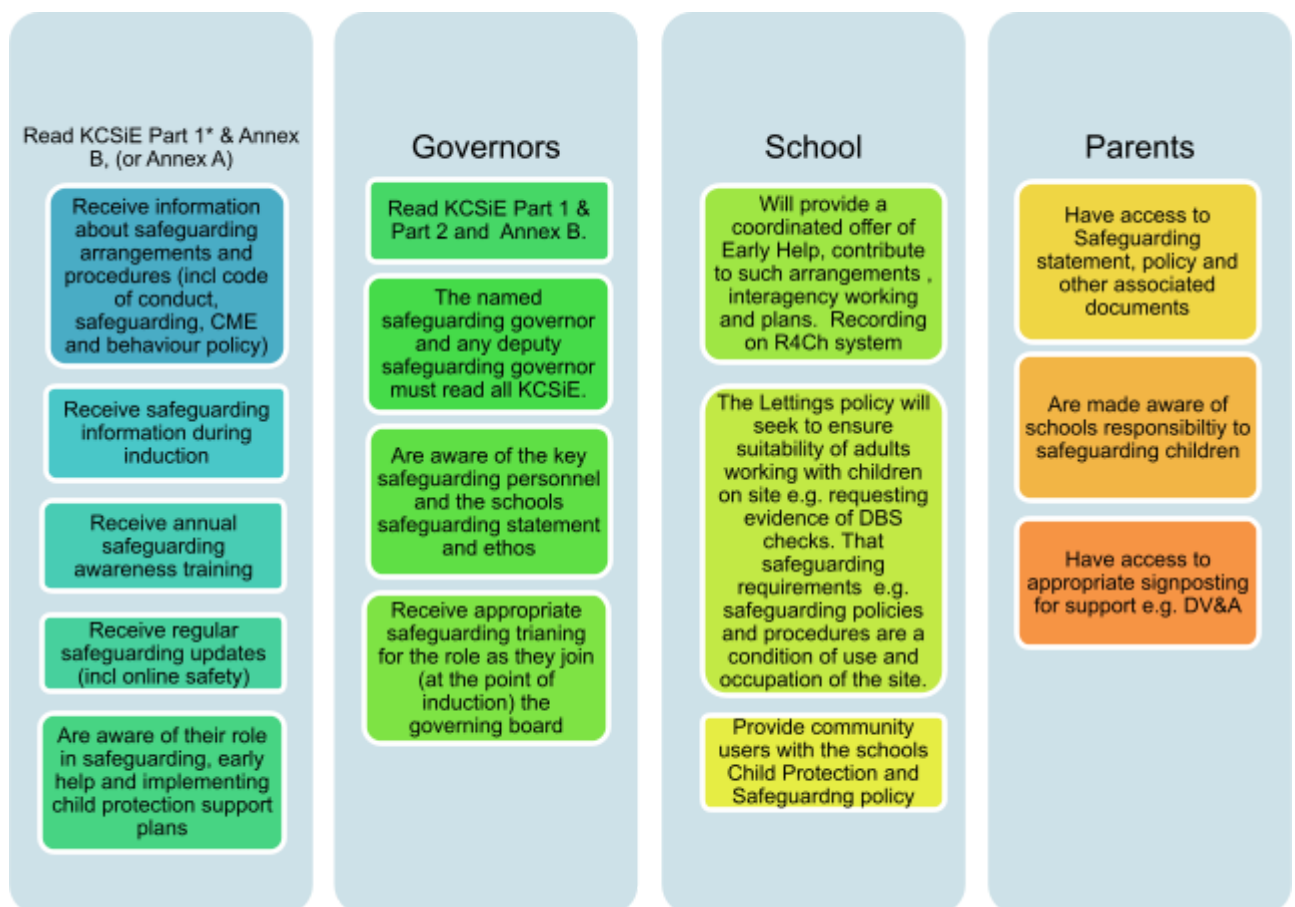 Read KCSiE Part 1* & Annex
B, (or Annex A)
Receive information
about safeguarding
arrangements and
procedures (incl code
of conduct,
safeguarding, CME
and behaviour policy)
Receive safeguarding
information during
induction
Receive annual
safeguarding
awareness training
Receive regular
safeguarding updates
(incl online safety)
Are aware of their role
in safeguarding, early
help and implementing
child protection support
plans
Governors
Read KCSiE Part 1 &
Part 2 and Annex B.
The named
safeguarding governor
and any deputy
safeguarding governor
must read all KCSiE.
Are aware of the key
safeguarding personnel
and the schools
safeguarding statement
and ethos
Receive appropriate
safeguarding trianing
for the role as they join
(at the point of
induction) the
governing board
School
Will provide a
coordinated offer of
Early Help, contribute
to such arrangements ,
interagency working
and plans. Recording
on R4Ch system
The Lettings policy will
seek to ensure
suitability of adults
working with children
on site e.g. requesting
evidence of DBS
checks. That
safeguarding
requirements e.g.
safeguarding policies
and procedures are a
condition of use and
occupation of the site.
Provide community
users with the schools
Child Protection and
Safeguardng policy
Parents
Have access to
Safeguarding
statement, policy and
other associated
documents
Are made aware of
schools responsibiltiy to
safeguarding children
Have access to
appropriate signposting
for support e.g. DV&A